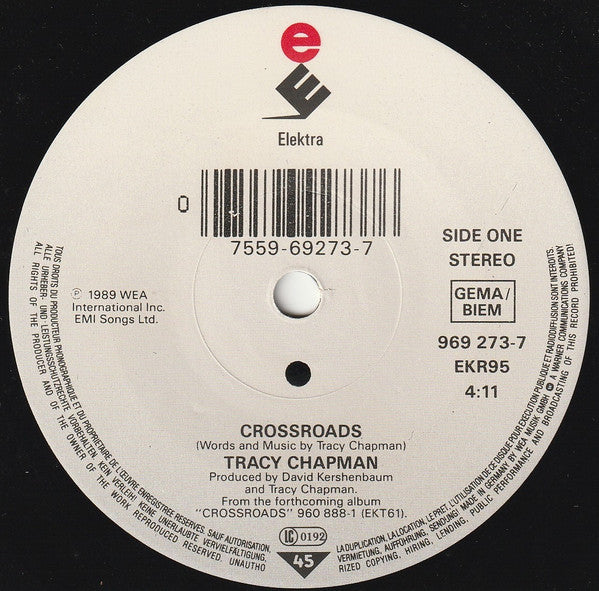 e
E
Elektra
0
7559-69273-7
SIDE ONE
STEREO
℗ 1989 WEA
International Inc.
EMI Songs Ltd.
GEMA/
BIEM
969 273-7
EKR95
4:11
CROSSROADS
(Words and Music by Tracy Chapman)
TRACY CHAPMAN
Produced by David Kershenbaum
and Tracy Chapman.
From the forthcoming album
"CROSSROADS" 960 888-1 (EKT61).
LC 0192
45
TOUS DROITS DU PRODUCTEUR PHONOGRAPHIQUE ET DU PROPRIETAIRE DE L'ŒUVRE ENREGISTREE RESERVES. SAUF AUTORISATION,
LA DUPLICATION, LA LOCATION, LE PRET, L'UTILISATION DE CE DISQUE POUR EXECUTION PUBLIQUE ET RADIODIFFUSION SONT INTERDITS.
ALLE URHEBER- UND LEISTUNGSSCHUTZRECHTE VORBEHALTEN. KEIN VERLEIH! KEINE UNERLAUBTE VERVIELFÄLTIGUNG,
VERMIETUNG, AUFFÜHRUNG, SENDUNG! MADE IN GERMANY BY WEA MUSIK GMBH A WARNER COMMUNICATIONS COMPANY
ALL RIGHTS OF THE PRODUCER AND OF THE OWNER OF THE WORK REPRODUCED RESERVED. UNAUTHO
RIZED COPYING, HIRING, LENDING, PUBLIC PERFORMANCE AND BROADCASTING OF THIS RECORD PROHIBITED!